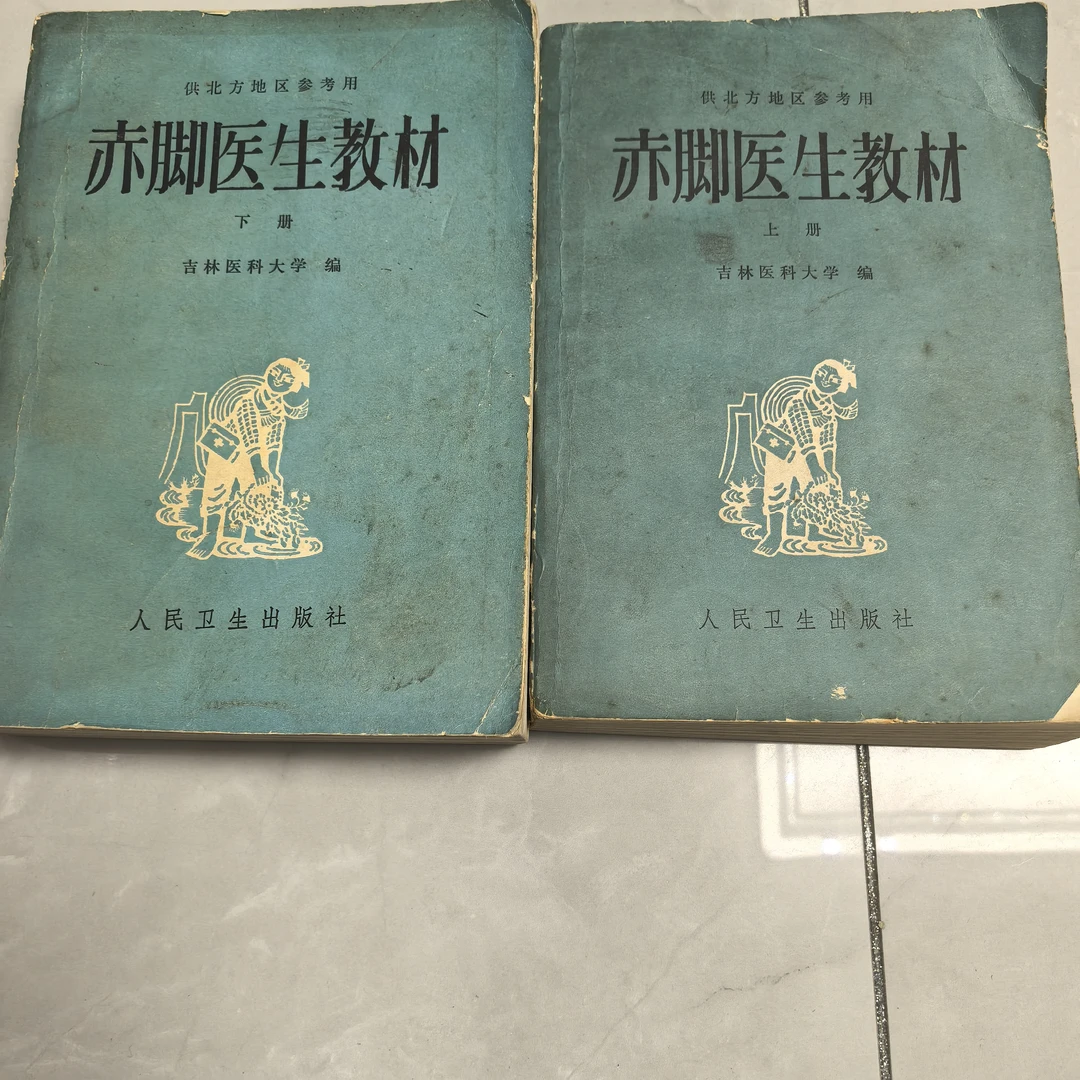 供北方地区参考用
赤脚医生教材
下册
吉林医科大学 编
人民卫生出版社
供北方地区参考用
赤脚医生教材
上册
吉林医科大学 编
人民卫生出版社